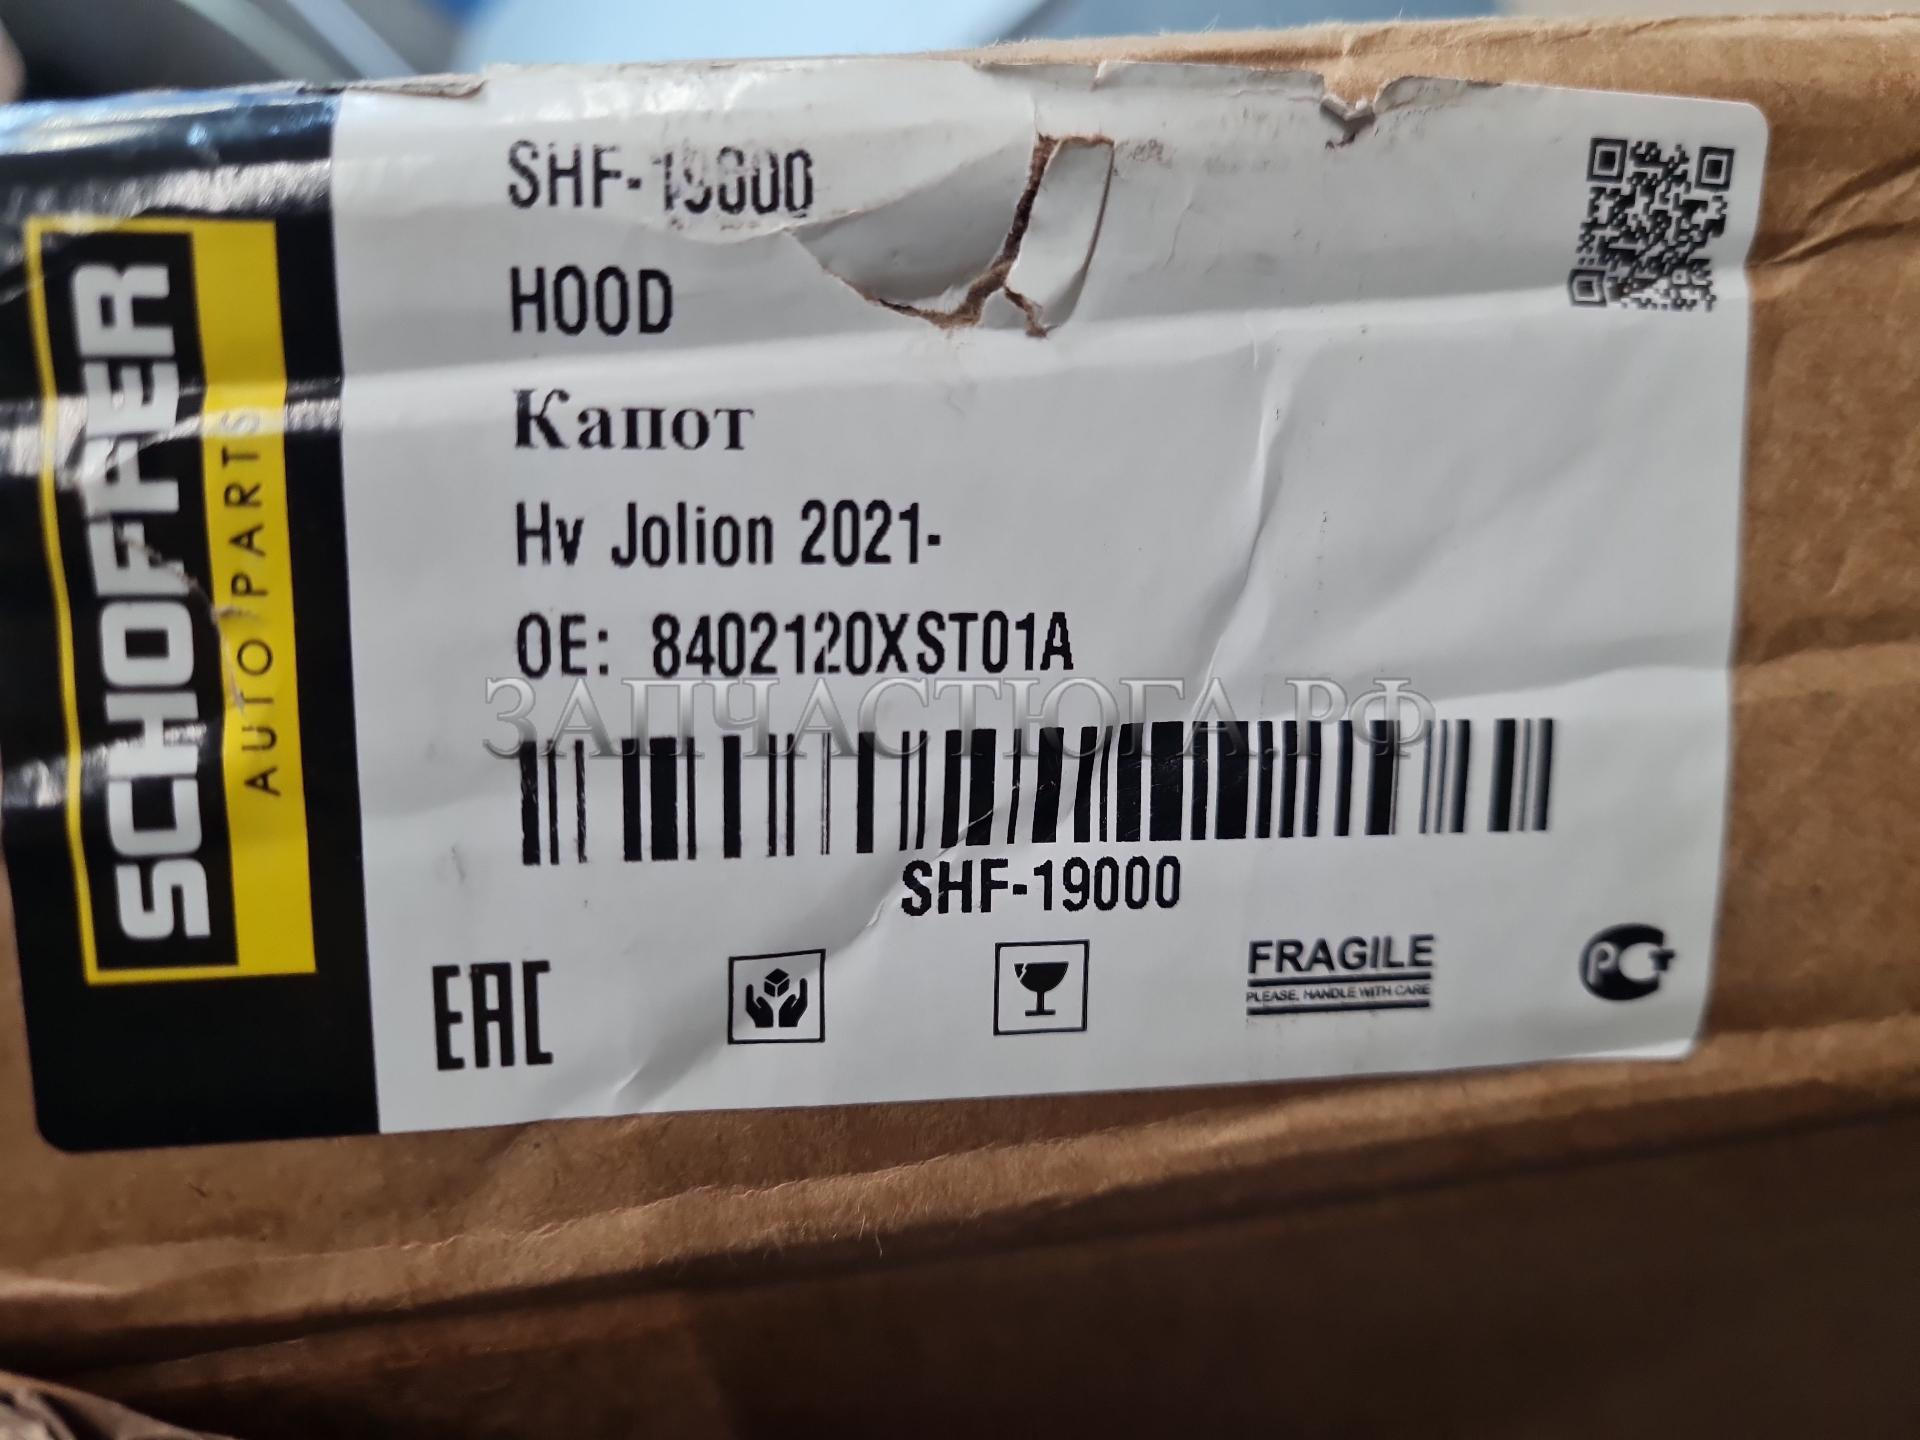 SCHOFFER
AUTO PARTS
SHF-19000
HOOD
Капот
Hv Jolion 2021-
OE: 8402120XST01A
ЗАПЧАСТЮГА.РФ
SHF-19000
EAC
FRAGILE
PLEASE, HANDLE WITH CARE
РСТ